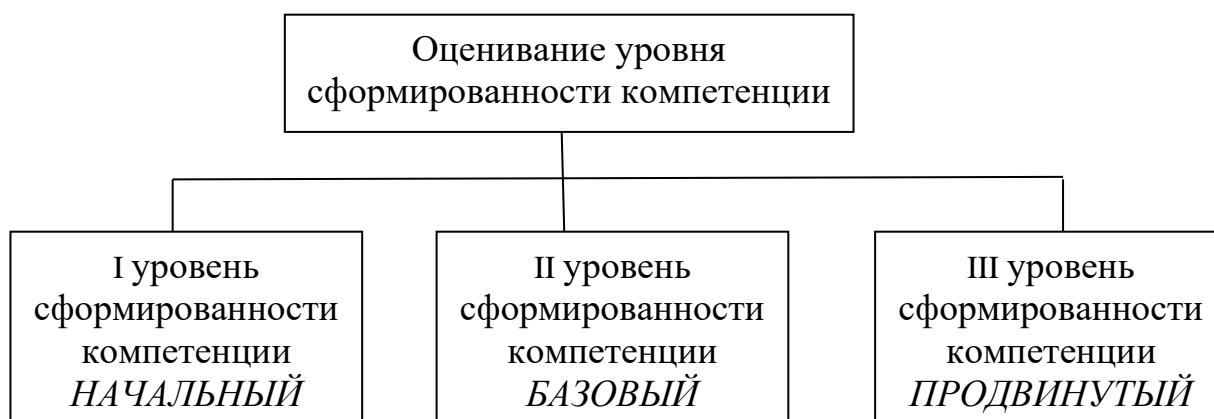 Оценивание уровня
сформированности компетенции
I уровень
сформированности
компетенции
НАЧАЛЬНЫЙ
II уровень
сформированности
компетенции
БАЗОВЫЙ
III уровень
сформированности
компетенции
ПРОДВИНУТЫЙ